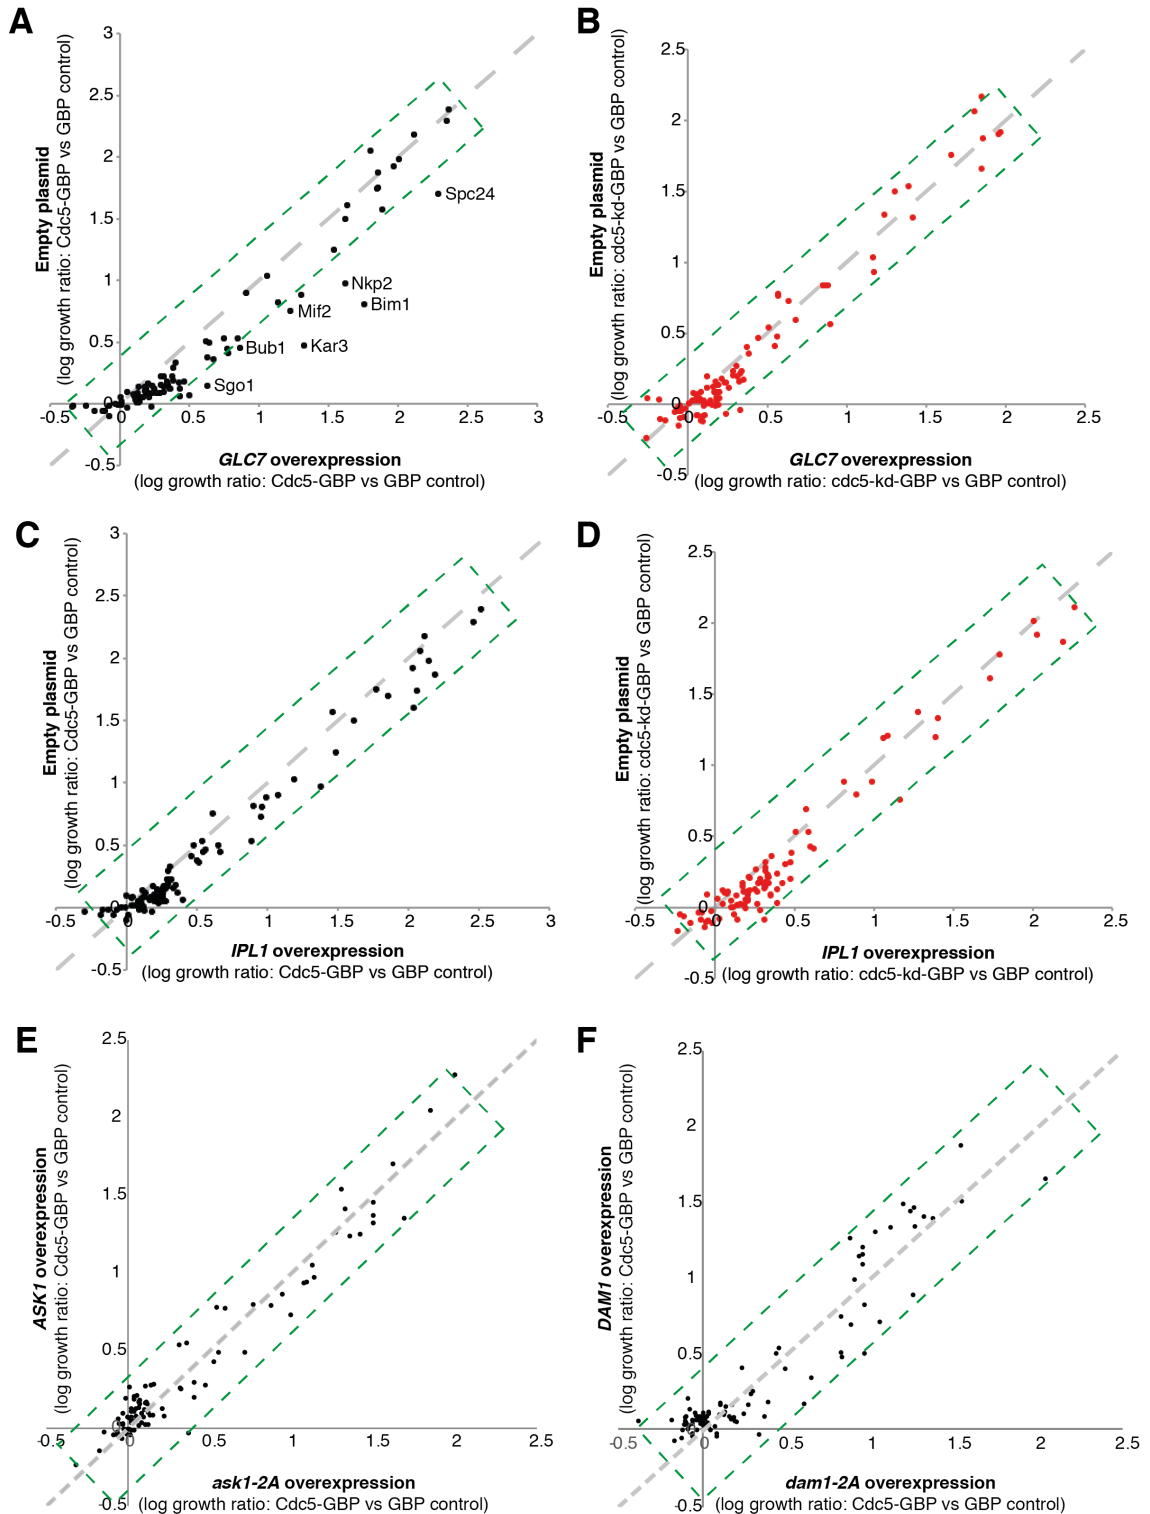 A
Empty plasmid
(log growth ratio: Cdc5-GBP vs GBP control)
3
2.5
2
1.5
1
0.5
0
-0.5
-0.5
0.5
1
1.5
2
2.5
3
Spc24
Nkp2
Bim1
Mif2
Kar3
Bub1
Sgo1
GLC7 overexpression
(log growth ratio: Cdc5-GBP vs GBP control)
B
Empty plasmid
(log growth ratio: cdc5-kd-GBP vs GBP control)
2.5
2
1.5
1
0.5
0
-0.5
-0.5
0.5
1
1.5
2
2.5
GLC7 overexpression
(log growth ratio: cdc5-kd-GBP vs GBP control)
C
Empty plasmid
(log growth ratio: Cdc5-GBP vs GBP control)
3
2.5
2
1.5
1
0.5
0
-0.5
-0.5
0
0.5
1
1.5
2
2.5
3
IPL1 overexpression
(log growth ratio: Cdc5-GBP vs GBP control)
D
Empty plasmid
(log growth ratio: cdc5-kd-GBP vs GBP control)
2.5
2
1.5
1
0.5
0
-0.5
-0.5
0
0.5
1
1.5
2
2.5
IPL1 overexpression
(log growth ratio: cdc5-kd-GBP vs GBP control)
E
ASK1 overexpression
(log growth ratio: Cdc5-GBP vs GBP control)
2.5
2
1.5
1
0.5
0
-0.5
-0.5
0
0.5
1
1.5
2
2.5
ask1-2A overexpression
(log growth ratio: Cdc5-GBP vs GBP control)
F
DAM1 overexpression
(log growth ratio: Cdc5-GBP vs GBP control)
2.5
2
1.5
1
0.5
0
-0.5
-0.5
0
0.5
1
1.5
2
2.5
dam1-2A overexpression
(log growth ratio: Cdc5-GBP vs GBP control)